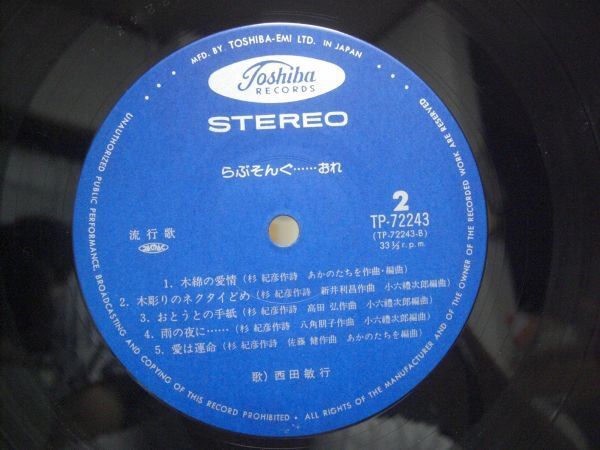 MFD. BY TOSHIBA-EMI LTD. IN JAPAN
Toshiba
RECORDS
STEREO
らぶそんぐ……おれ
2
TP-72243
(TP-72243-B)
33⅓ r.p.m.
流行歌
1. 木綿の愛情(杉 紀彦作詩 あかのたちを作曲・編曲)
2. 木彫りのネクタイどめ(杉 紀彦作詩 新井利昌作曲 小六禮次郎編曲)
3. おとうとの手紙(杉 紀彦作詩 高田 弘作曲 小六禮次郎編曲)
4. 雨の夜に……(杉 紀彦作詩 八角朋子作曲 小六禮次郎編曲)
5. 愛は運命(杉 紀彦作詩 佐藤 健作曲 あかのたちを編曲)
歌) 西田敏行
UNAUTHORIZED PUBLIC PERFORMANCE, BROADCASTING AND COPYING OF THIS RECORD PROHIBITED • ALL RIGHTS OF THE MANUFACTURER AND OF THE OWNER OF THE RECORDED WORK ARE RESERVED